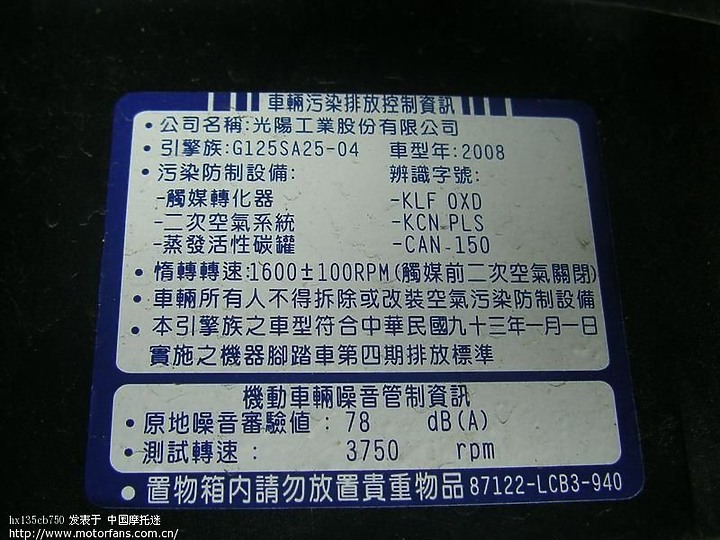 車輛污染排放控制資訊
•公司名稱:光陽工業股份有限公司
•引擎族:G125SA25-04 車型年:2008
•污染防制設備: 辨識字號:
-觸媒轉化器 -KLF OXD
-二次空氣系統 -KCN PLS
-蒸發活性碳罐 -CAN 150
•惰轉轉速:1600±100RPM(觸媒前二次空氣關閉)
•車輛所有人不得拆除或改裝空氣污染防制設備
•本引擎族之車型符合中華民國九十三年一月一日
實施之機器腳踏車第四期排放標準
機動車輛噪音管制資訊
•原地噪音審驗值: 78 dB(A)
•測試轉速: 3750 rpm
•置物箱內請勿放置貴重物品 87122-LCB3-940
hx135cb750 发表于 中国摩托迷
http://www.motorfans.com.cn/